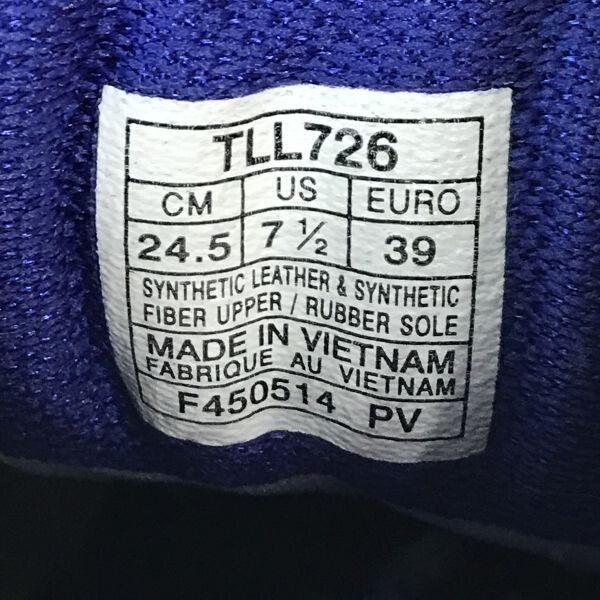 TLL726
CM US EURO
24.5 7 ½ 39
SYNTHETIC LEATHER & SYNTHETIC
FIBER UPPER / RUBBER SOLE
MADE IN VIETNAM
FABRIQUE AU VIETNAM
F450514 PV